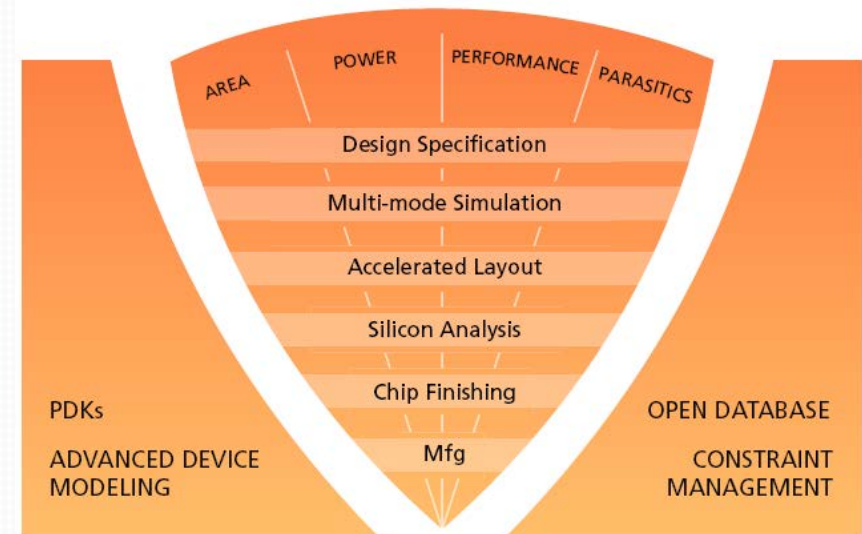 AREA
POWER
PERFORMANCE
PARASITICS
Design Specification
Multi-mode Simulation
Accelerated Layout
Silicon Analysis
Chip Finishing
Mfg
PDKs
ADVANCED DEVICE
MODELING
OPEN DATABASE
CONSTRAINT
MANAGEMENT